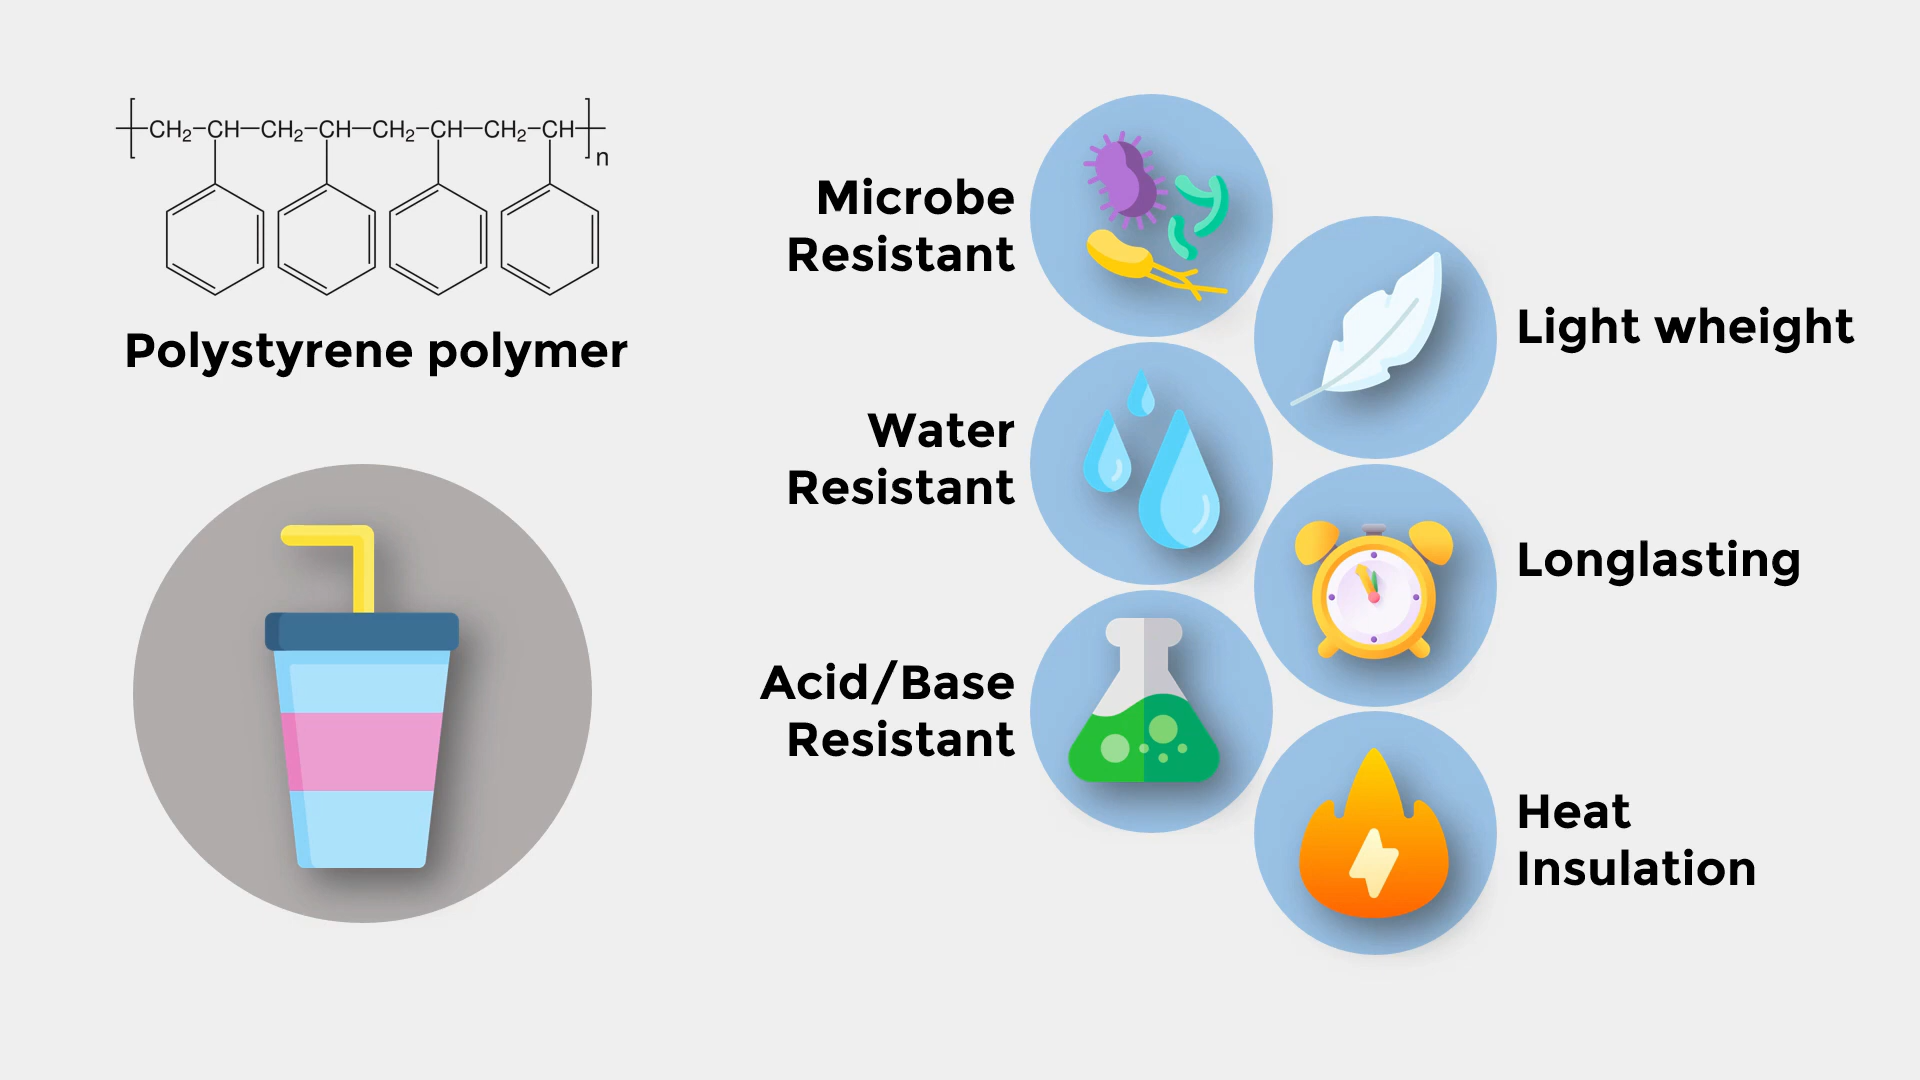 [CH₂-CH-CH₂-CH-CH₂-CH-CH₂-CH]n
Polystyrene polymer
Microbe
Resistant
Light wheight
Water
Resistant
Longlasting
Acid/Base
Resistant
Heat
Insulation